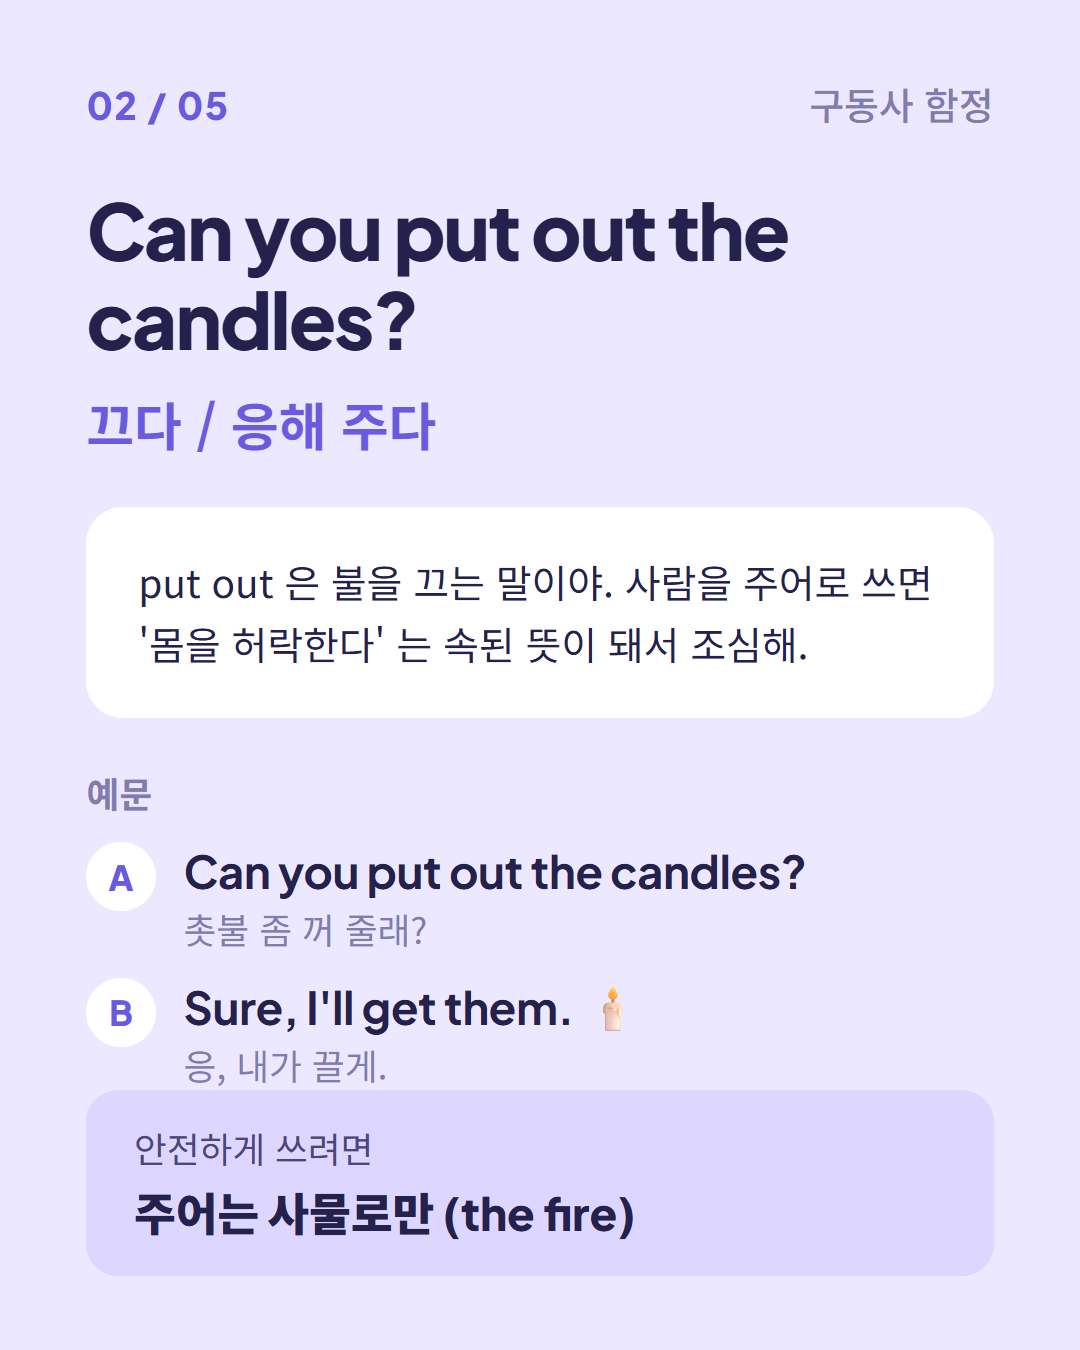 02 / 05
구동사 함정
Can you put out the
candles?
끄다 / 응해 주다
put out 은 불을 끄는 말이야. 사람을 주어로 쓰면
'몸을 허락한다' 는 속된 뜻이 돼서 조심해.
예문
A
Can you put out the candles?
촛불 좀 꺼 줄래?
B
Sure, I'll get them. 🕯️
응, 내가 끌게.
안전하게 쓰려면
주어는 사물로만 (the fire)